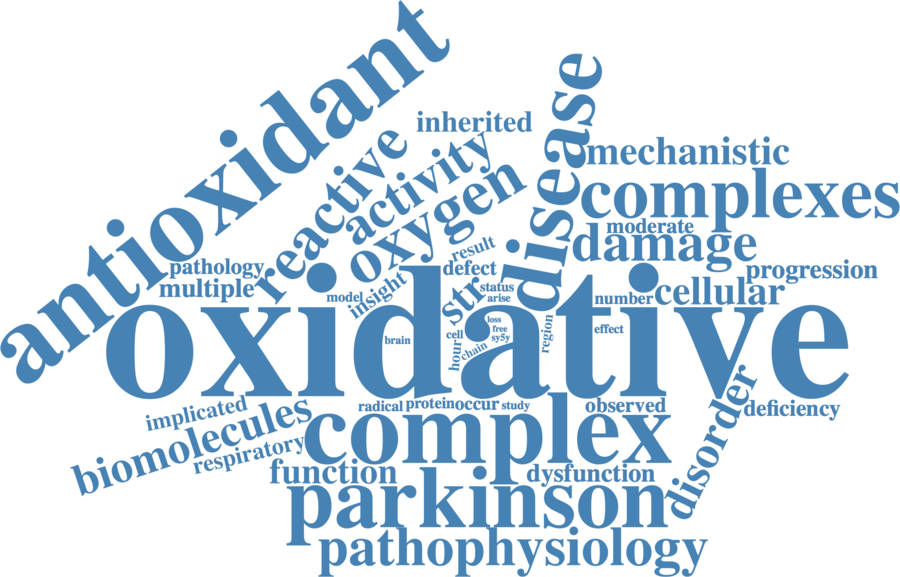 antioxidant
inherited
disease
reactive
activity
oxygen
mechanistic
complexes
moderate
damage
pathology
multiple
result
defect
progression
cellular
model
insight
str
status
arise
number
oxidative
brain
cell
hour
chain
loss
free
sy5y
region
effect
implicated
biomolecules
respiratory
radical
protein
occur
study
observed
disorder
deficiency
complex
function
dysfunction
parkinson
pathophysiology